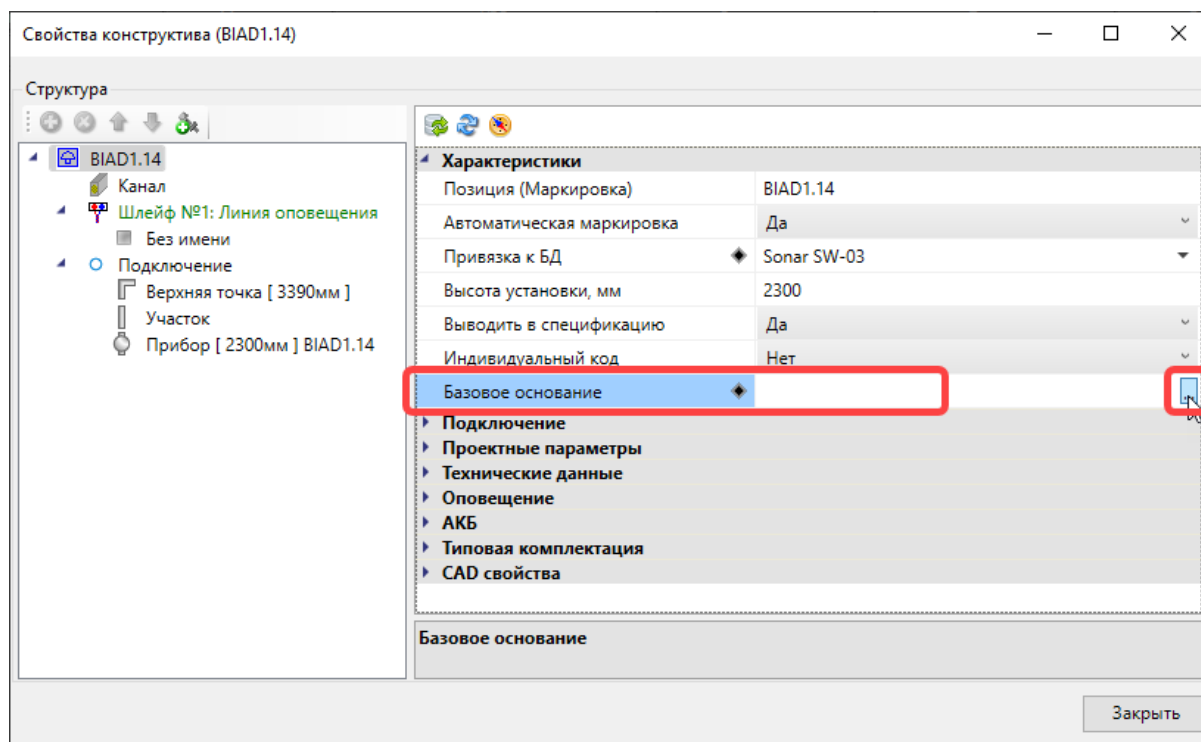 Свойства конструктива (BIAD1.14)
Структура
BIAD1.14
Канал
Шлейф №1: Линия оповещения
Без имени
Подключение
Верхняя точка [ 3390мм ]
Участок
Прибор [ 2300мм ] BIAD1.14
Характеристики
Позиция (Маркировка) BIAD1.14
Автоматическая маркировка Да
Привязка к БД Sonar SW-03
Высота установки, мм 2300
Выводить в спецификацию Да
Индивидуальный код Нет
Базовое основание
Подключение
Проектные параметры
Технические данные
Оповещение
АКБ
Типовая комплектация
CAD свойства
Базовое основание
Закрыть